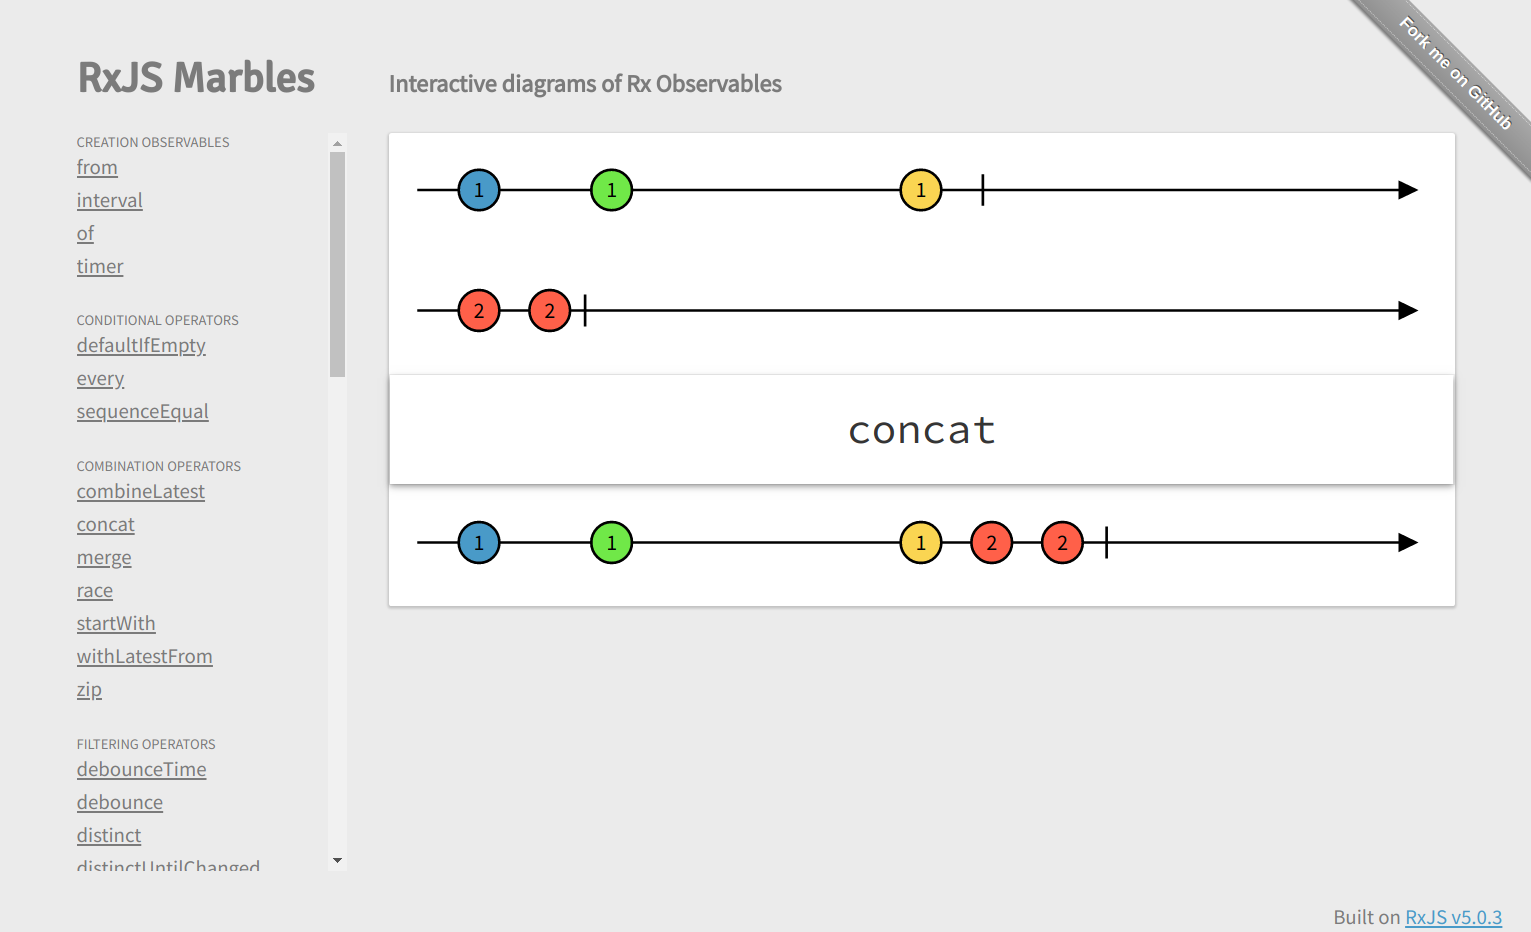 RxJS Marbles
Interactive diagrams of Rx Observables
Fork me on GitHub
CREATION OBSERVABLES
from
interval
of
timer
CONDITIONAL OPERATORS
defaultIfEmpty
every
sequenceEqual
COMBINATION OPERATORS
combineLatest
concat
merge
race
startWith
withLatestFrom
zip
FILTERING OPERATORS
debounceTime
debounce
distinct
distinctUntilChanged
1 1 1
2 2
concat
1 1 1 2 2
Built on RxJS v5.0.3